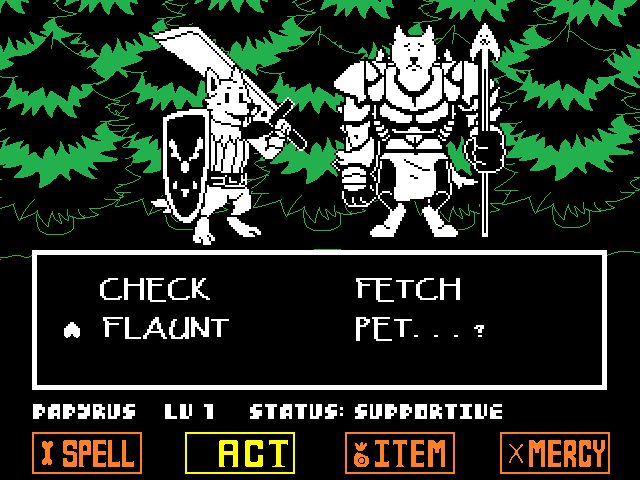 CHECK FETCH
FLAUNT PET. . . ?
PAPYRUS LV 1 STATUS: SUPPORTIVE
SPELL ACT ITEM MERCY